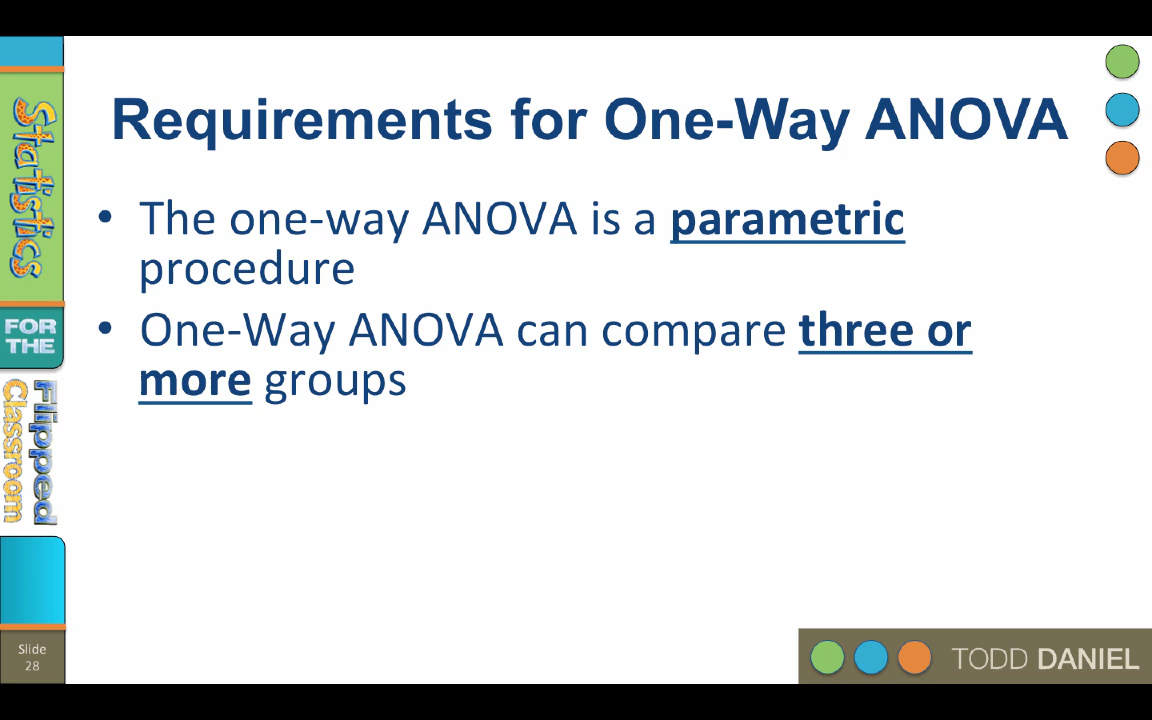 Requirements for One-Way ANOVA
• The one-way ANOVA is a parametric
procedure
• One-Way ANOVA can compare three or
more groups
Statistics
FOR
THE
Flipped
Classroom
Slide
28
TODD DANIEL